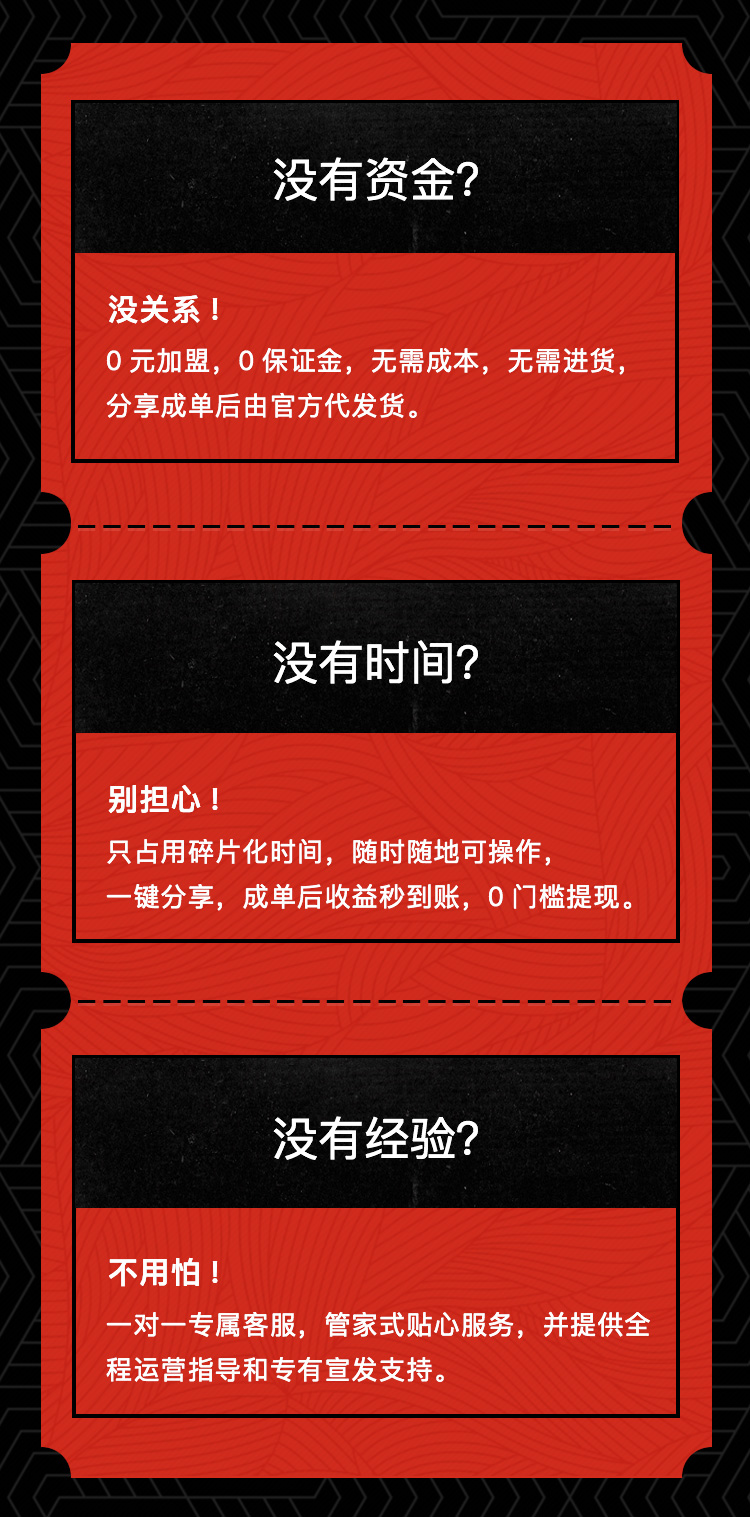 没有资金?
没关系!
0 元加盟，0 保证金，无需成本，无需进货，
分享成单后由官方代发货。
没有时间?
别担心!
只占用碎片化时间，随时随地可操作，
一键分享，成单后收益秒到账，0 门槛提现。
没有经验?
不用怕!
一对一专属客服，管家式贴心服务，并提供全
程运营指导和专有宣发支持。